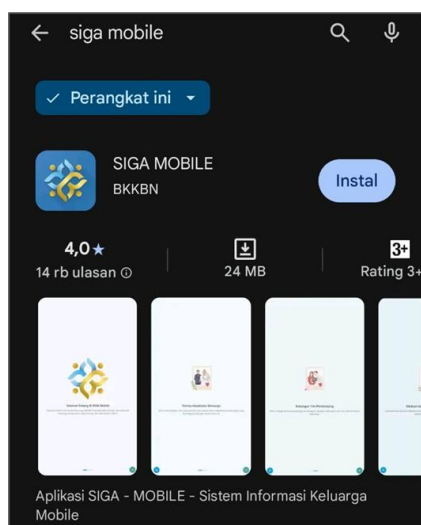 siga mobile
Perangkat ini
SIGA MOBILE
BKKBN
Instal
4,0★
14 rb ulasan
24 MB
3+
Rating 3+
Aplikasi SIGA - MOBILE - Sistem Informasi Keluarga
Mobile